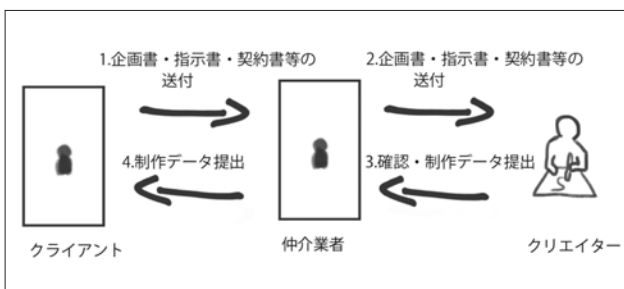 1.企画書・指示書・契約書等の
送付
2.企画書・指示書・契約書等の
送付
4.制作データ提出
3.確認・制作データ提出
クライアント
仲介業者
クリエイター